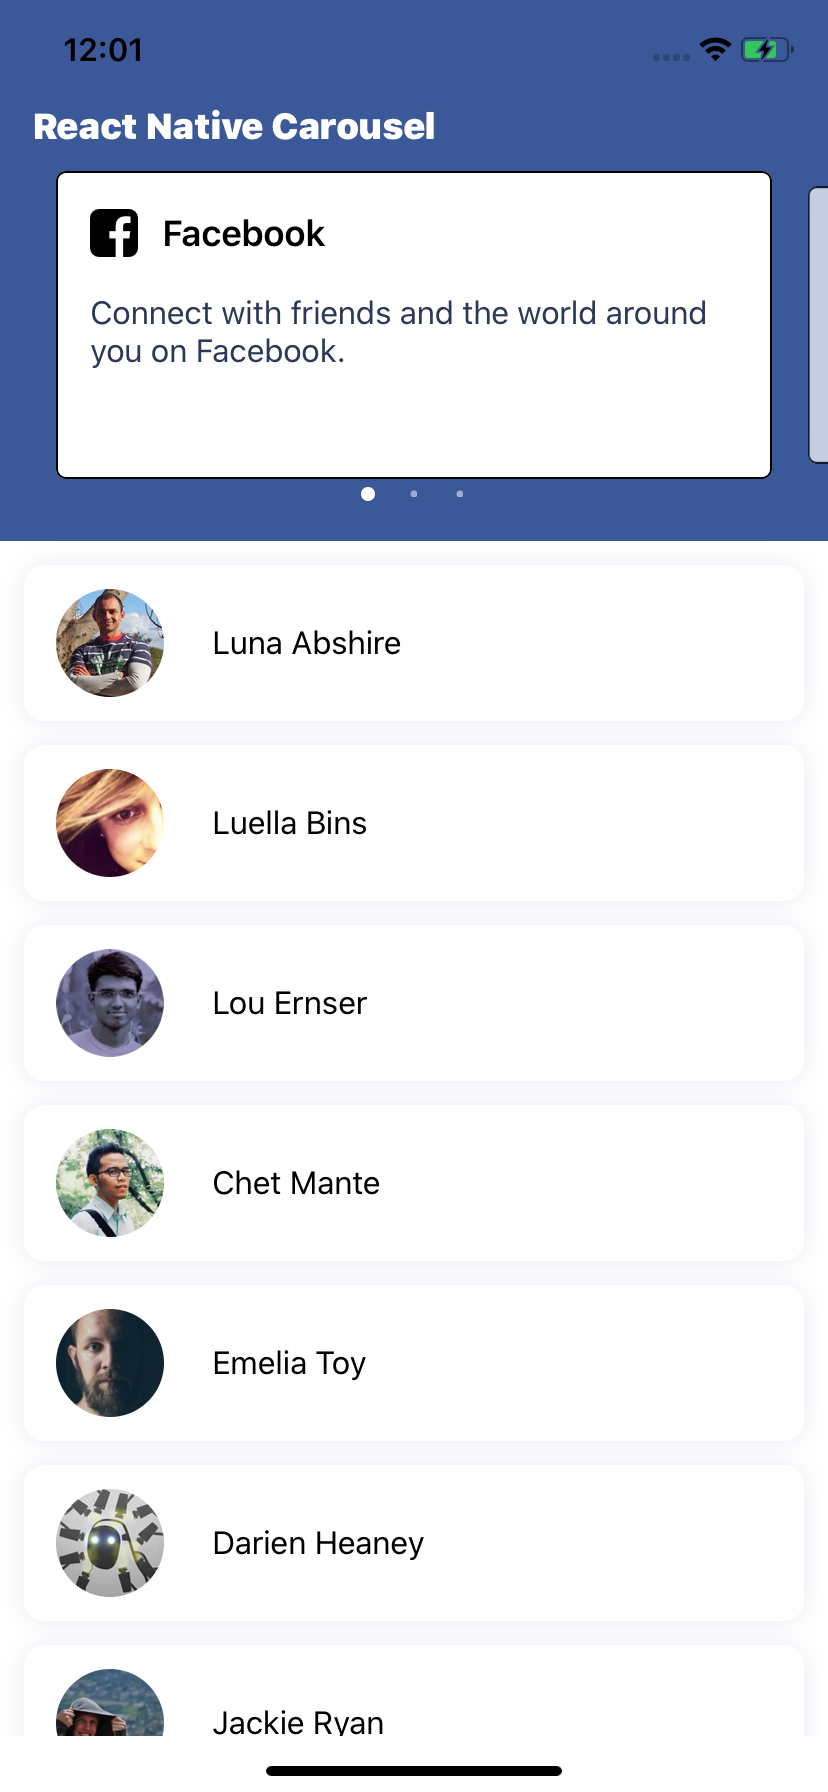 12:01
React Native Carousel
Facebook
Connect with friends and the world around
you on Facebook.
Luna Abshire
Luella Bins
Lou Ernser
Chet Mante
Emelia Toy
Darien Heaney
Jackie Ryan